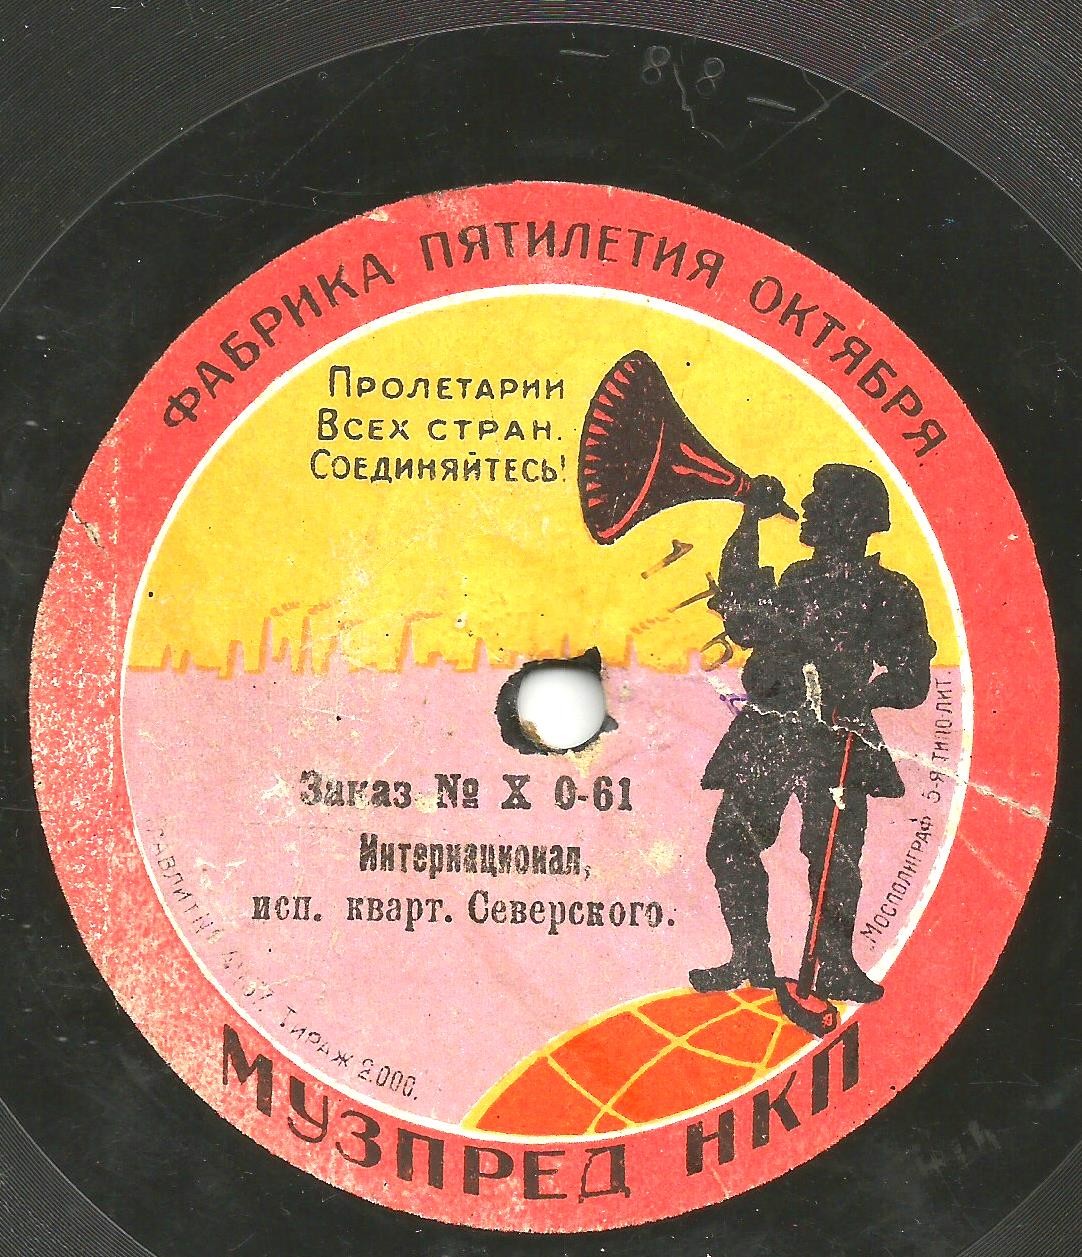 - 818 -
ФАБРИКА ПЯТИЛЕТИЯ ОКТЯБРЯ
ПРОЛЕТАРИИ
ВСЕХ СТРАН.
СОЕДИНЯЙТЕСЬ!
Заказ № X 0-61
Интернационал,
исп. кварт. Северского.
ТИРАЖ 2.000.
МОСПОЛИГРАФ 5-я ТИПО ЛИТ.
МУЗПРЕД НКП